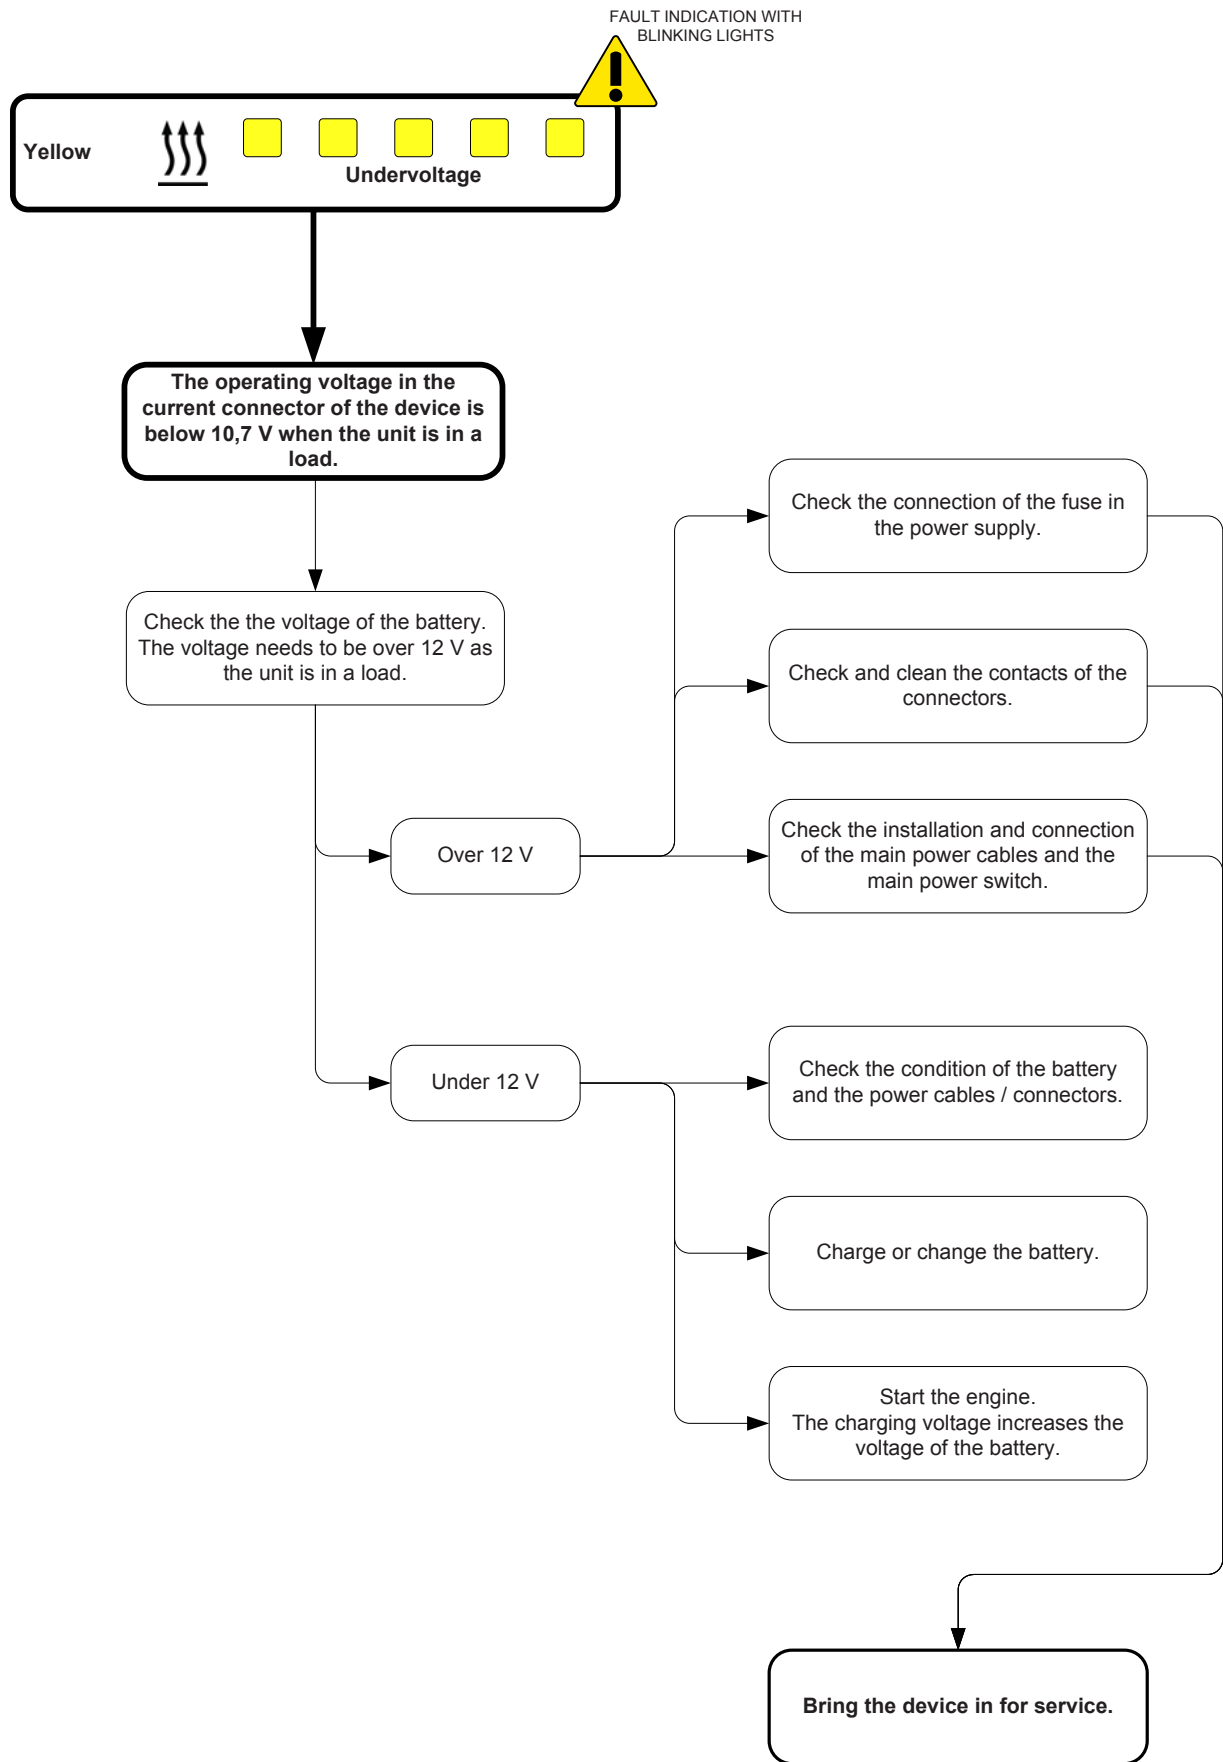 FAULT INDICATION WITH
BLINKING LIGHTS
Yellow
Undervoltage
The operating voltage in the
current connector of the device is
below 10,7 V when the unit is in a
load.
Check the connection of the fuse in
the power supply.
Check the the voltage of the battery.
The voltage needs to be over 12 V as
the unit is in a load.
Check and clean the contacts of the
connectors.
Over 12 V
Check the installation and connection
of the main power cables and the
main power switch.
Under 12 V
Check the condition of the battery
and the power cables / connectors.
Charge or change the battery.
Start the engine.
The charging voltage increases the
voltage of the battery.
Bring the device in for service.